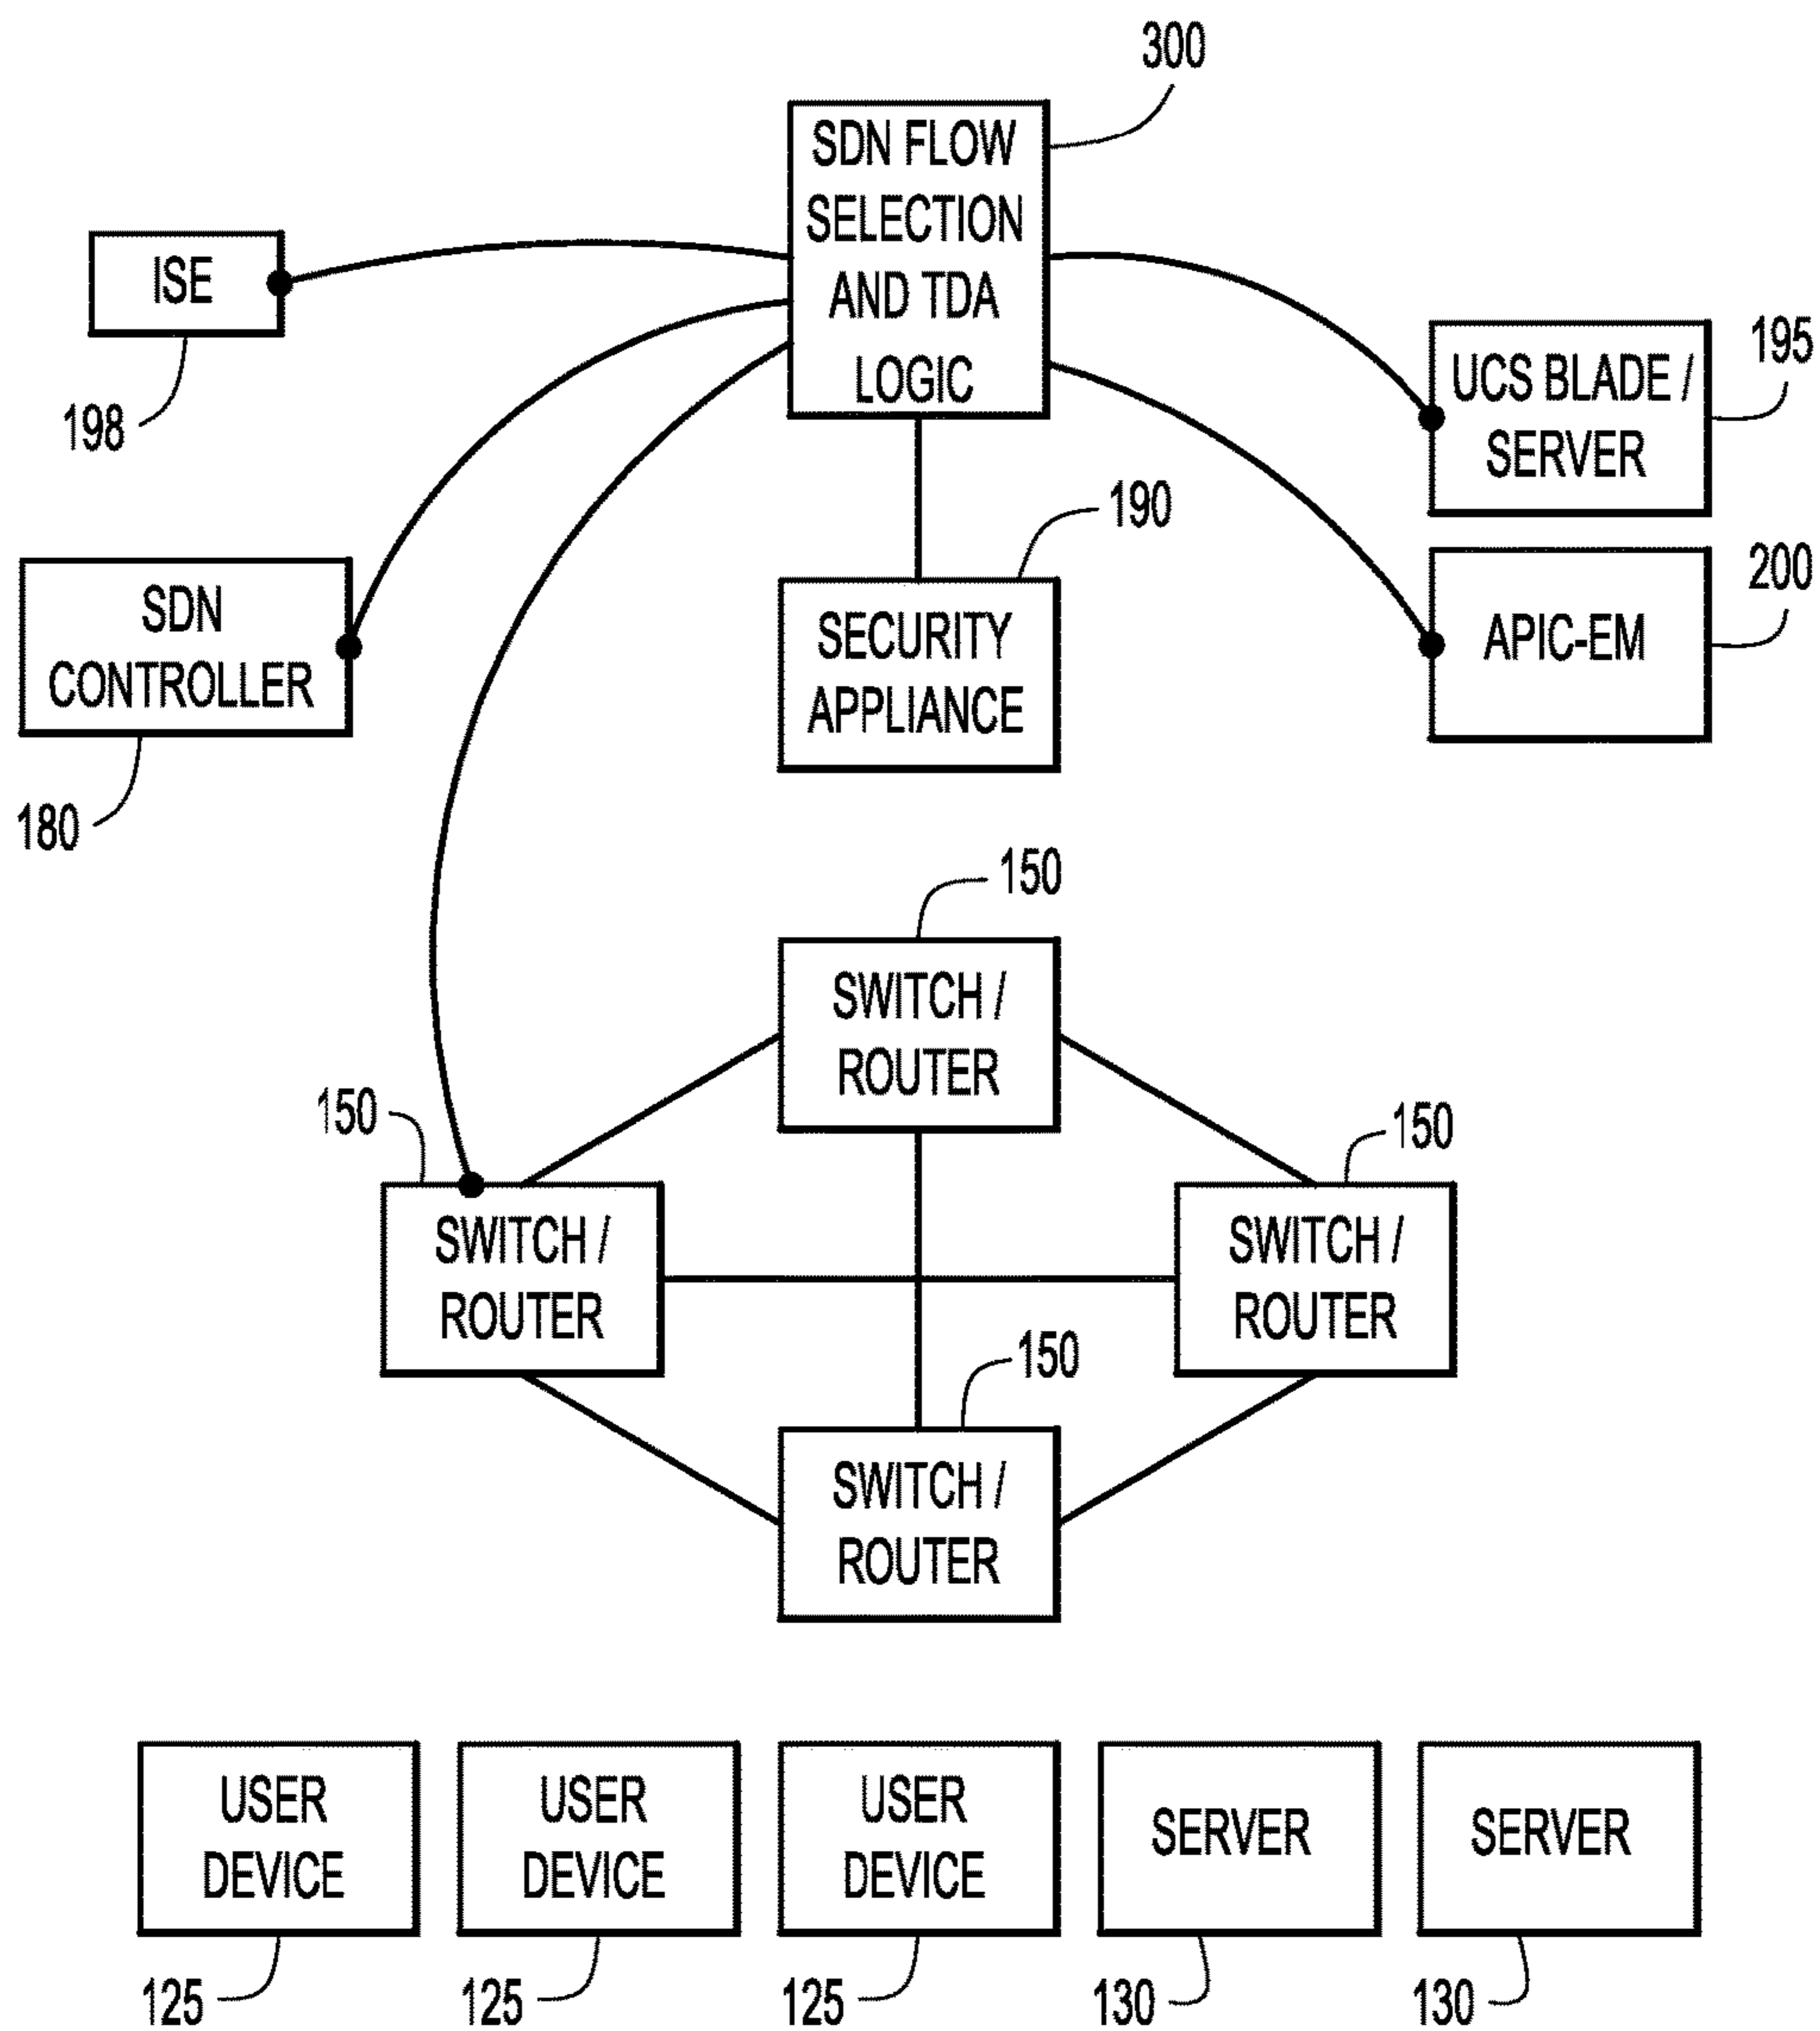 300
SDN FLOW
SELECTION
AND TDA
LOGIC
ISE
198
UCS BLADE /
SERVER
195
190
SECURITY
APPLIANCE
SDN
CONTROLLER
180
APIC-EM
200
150
SWITCH /
ROUTER
150
SWITCH /
ROUTER
150
SWITCH /
ROUTER
150
SWITCH /
ROUTER
USER
DEVICE
USER
DEVICE
USER
DEVICE
SERVER
SERVER
125
125
125
130
130